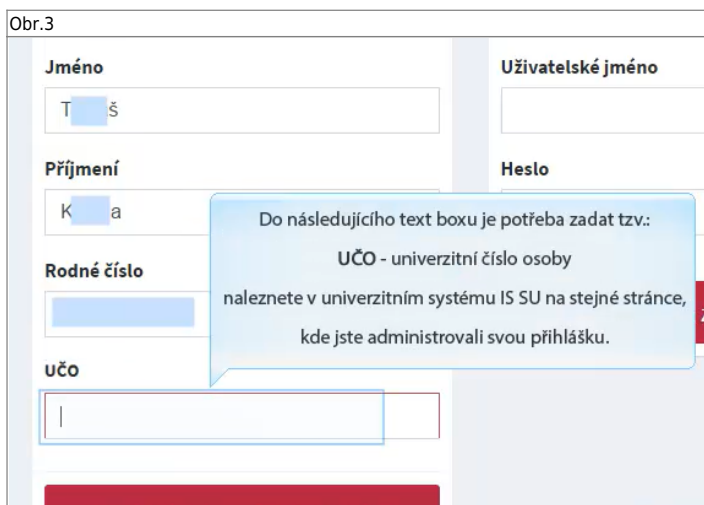 Obr.3
Jméno
T š
Příjmení
K a
Rodné číslo
UČO
Uživatelské jméno
Heslo
Do následujícího text boxu je potřeba zadat tzv.:
UČO - univerzitní číslo osoby
naleznete v univerzitním systému IS SU na stejné stránce,
kde jste administrovali svou přihlášku.